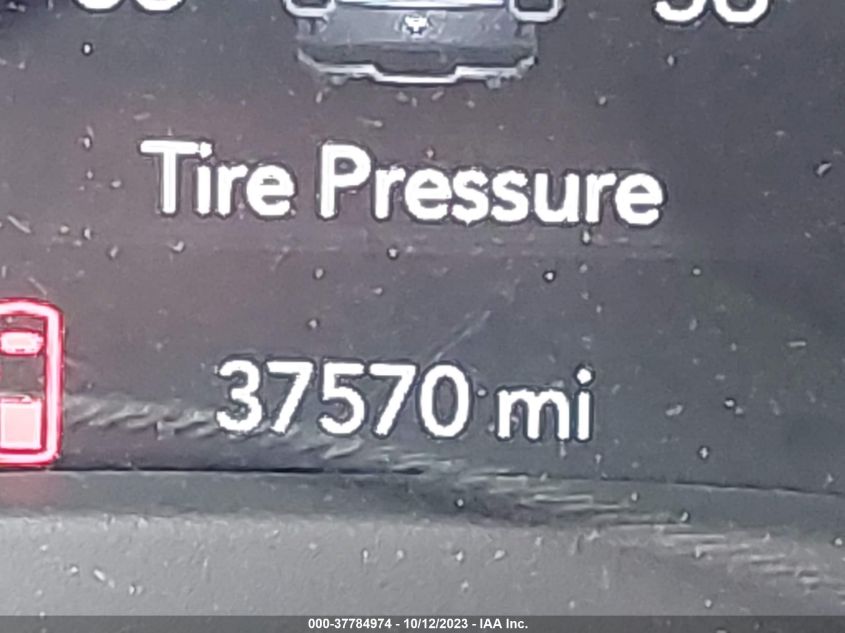 Tire Pressure
37570 mi
000-37784974 - 10/12/2023 - IAA Inc.